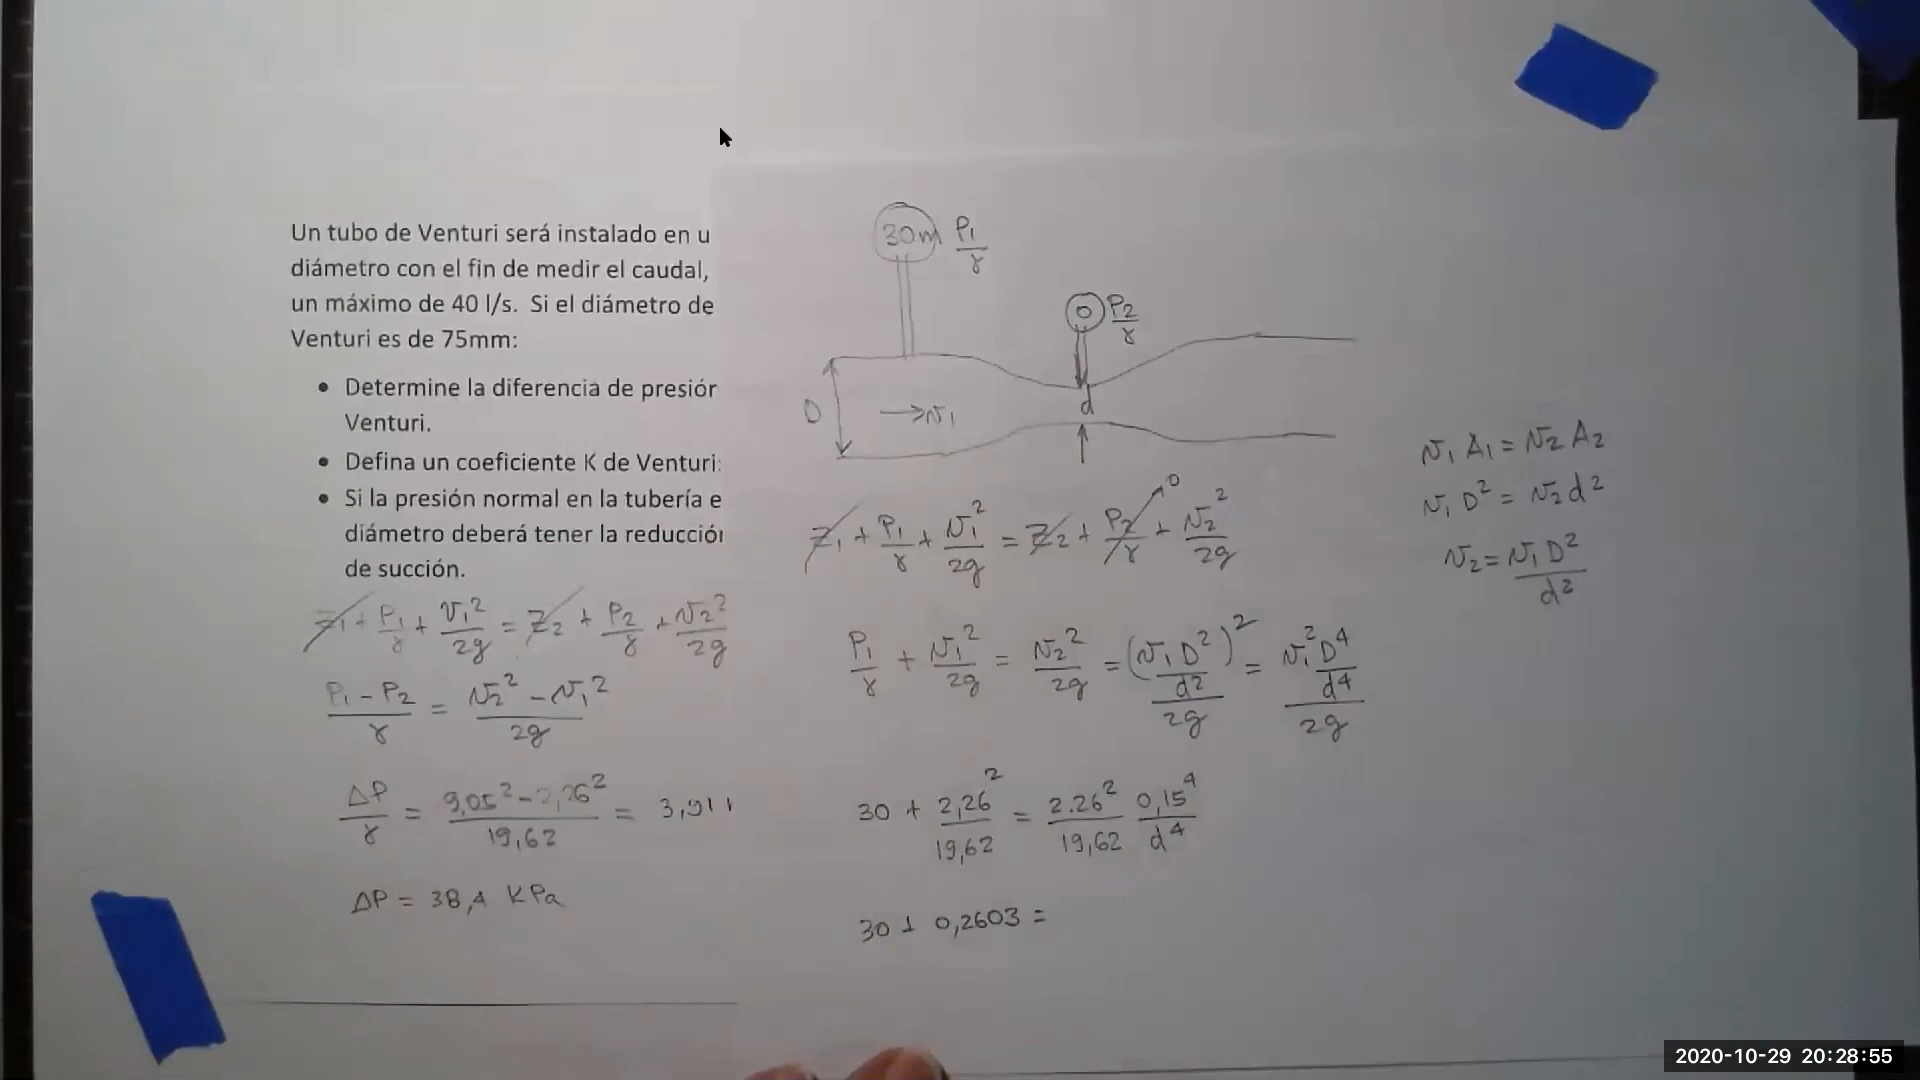 Un tubo de Venturi será instalado en u
diámetro con el fin de medir el caudal,
un máximo de 40 l/s. Si el diámetro de
Venturi es de 75mm:
• Determine la diferencia de presiór
Venturi.
• Defina un coeficiente K de Venturi:
• Si la presión normal en la tubería e
diámetro deberá tener la reducció
de succión.
Z₁ + P₁/γ + V₁²/2g = Z₂ + P₂/γ + V₂²/2g
P₁ - P₂/γ = V₂² - V₁²/2g
ΔP/γ = 9,05² - 2,26²/19,62 = 3,91
ΔP = 38,4 KPa
30m P₁/γ
0 P₂/γ
D → V₁ d
Z₁ + P₁/γ + V₁²/2g = Z₂ + P₂/γ + V₂²/2g
0
P₁/γ + V₁²/2g = V₂²/2g = (V₁D²/d²)²/2g = V₁²D⁴/d⁴/2g
30 + 2,26²/19,62 = 2.26²/19,62 0,15⁴/d⁴
30 + 0,2603 =
V₁ A₁ = V₂ A₂
V₁ D² = V₂ d²
V₂ = V₁ D²/d²
2020-10-29 20:28:55